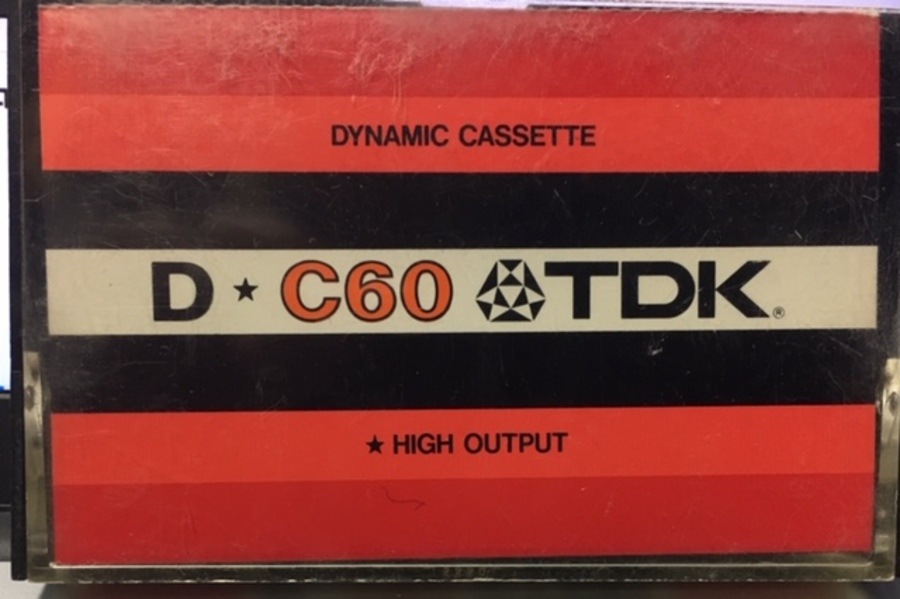 DYNAMIC CASSETTE
D★C60 TDK®
★HIGH OUTPUT